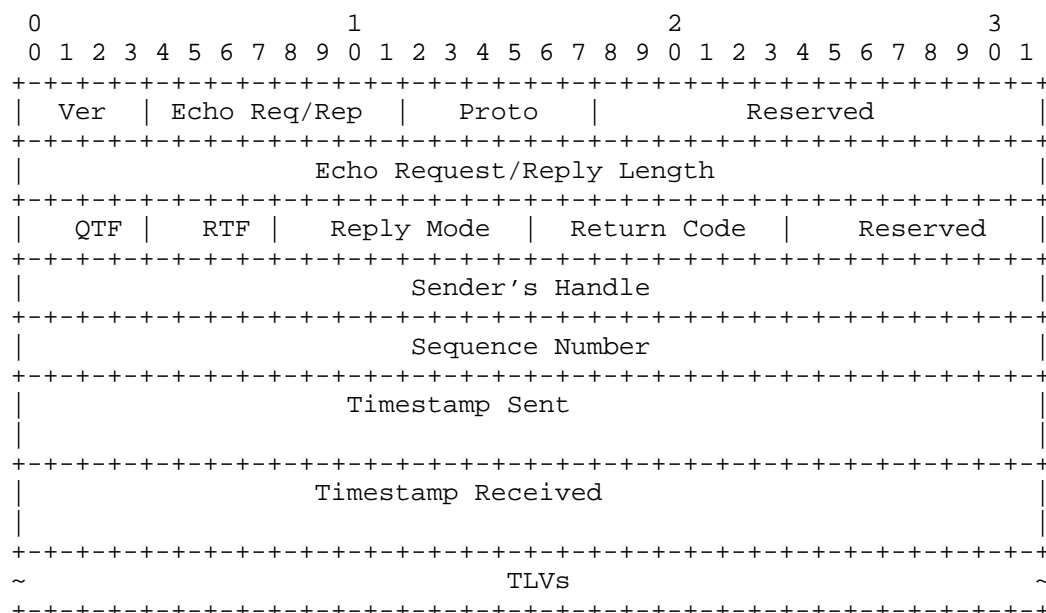 0                   1                   2                   3
 0 1 2 3 4 5 6 7 8 9 0 1 2 3 4 5 6 7 8 9 0 1 2 3 4 5 6 7 8 9 0 1
+-+-+-+-+-+-+-+-+-+-+-+-+-+-+-+-+-+-+-+-+-+-+-+-+-+-+-+-+-+-+-+-+
|  Ver  | Echo Req/Rep  |   Proto   |         Reserved          |
+-+-+-+-+-+-+-+-+-+-+-+-+-+-+-+-+-+-+-+-+-+-+-+-+-+-+-+-+-+-+-+-+
|                  Echo Request/Reply Length                    |
+-+-+-+-+-+-+-+-+-+-+-+-+-+-+-+-+-+-+-+-+-+-+-+-+-+-+-+-+-+-+-+-+
|   QTF |   RTF |   Reply Mode  |  Return Code  |    Reserved   |
+-+-+-+-+-+-+-+-+-+-+-+-+-+-+-+-+-+-+-+-+-+-+-+-+-+-+-+-+-+-+-+-+
|                        Sender’s Handle                        |
+-+-+-+-+-+-+-+-+-+-+-+-+-+-+-+-+-+-+-+-+-+-+-+-+-+-+-+-+-+-+-+-+
|                        Sequence Number                        |
+-+-+-+-+-+-+-+-+-+-+-+-+-+-+-+-+-+-+-+-+-+-+-+-+-+-+-+-+-+-+-+-+
|                    Timestamp Sent                             |
|                                                               |
+-+-+-+-+-+-+-+-+-+-+-+-+-+-+-+-+-+-+-+-+-+-+-+-+-+-+-+-+-+-+-+-+
|                  Timestamp Received                           |
|                                                               |
+-+-+-+-+-+-+-+-+-+-+-+-+-+-+-+-+-+-+-+-+-+-+-+-+-+-+-+-+-+-+-+-+
~                              TLVs                             ~
+-+-+-+-+-+-+-+-+-+-+-+-+-+-+-+-+-+-+-+-+-+-+-+-+-+-+-+-+-+-+-+-+